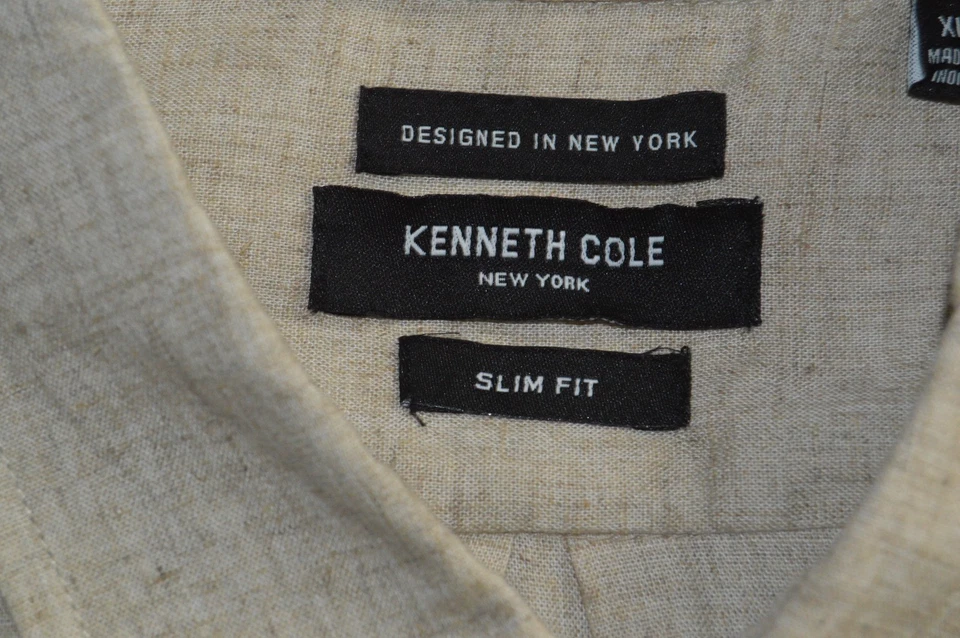 DESIGNED IN NEW YORK
KENNETH COLE
NEW YORK
SLIM FIT